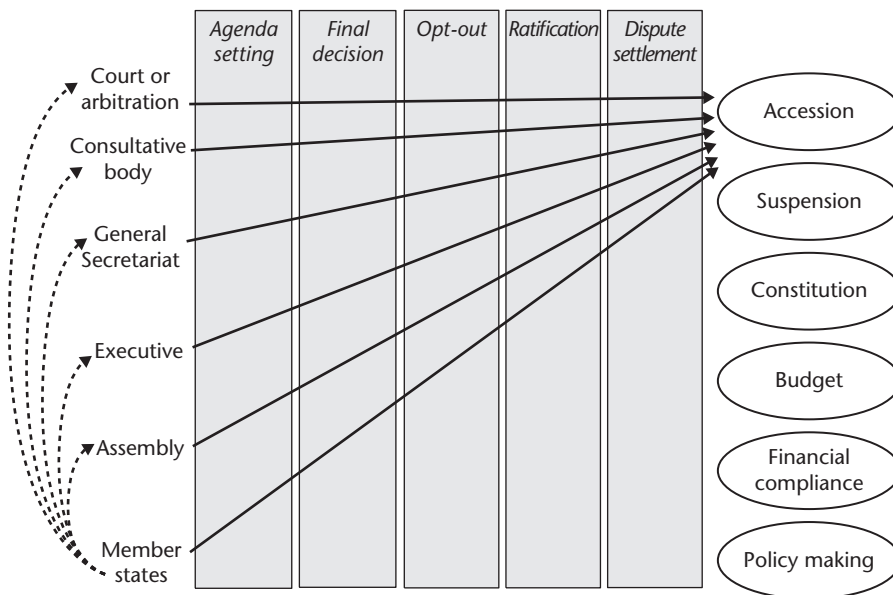 Agenda
setting
Final
decision
Opt-out
Ratification
Dispute
settlement
Court or
arbitration
Consultative
body
General
Secretariat
Executive
Assembly
Member
states
Accession
Suspension
Constitution
Budget
Financial
compliance
Policy making